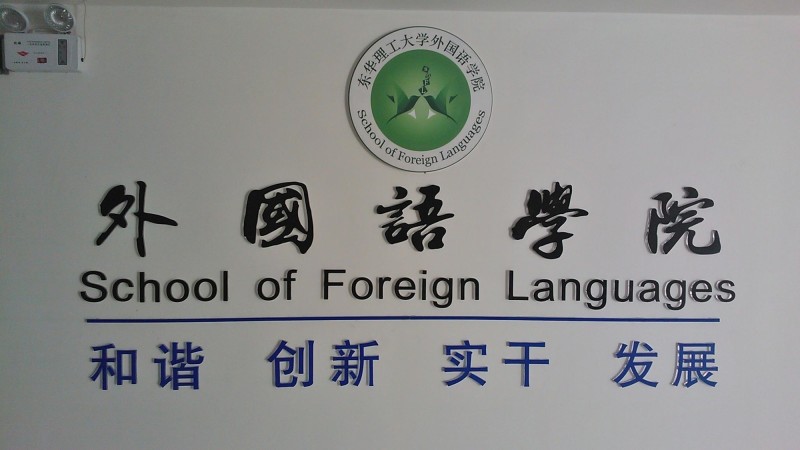 东华理工大学外国语学院
School of Foreign Languages
外國語學院
School of Foreign Languages
和谐 创新 实干 发展